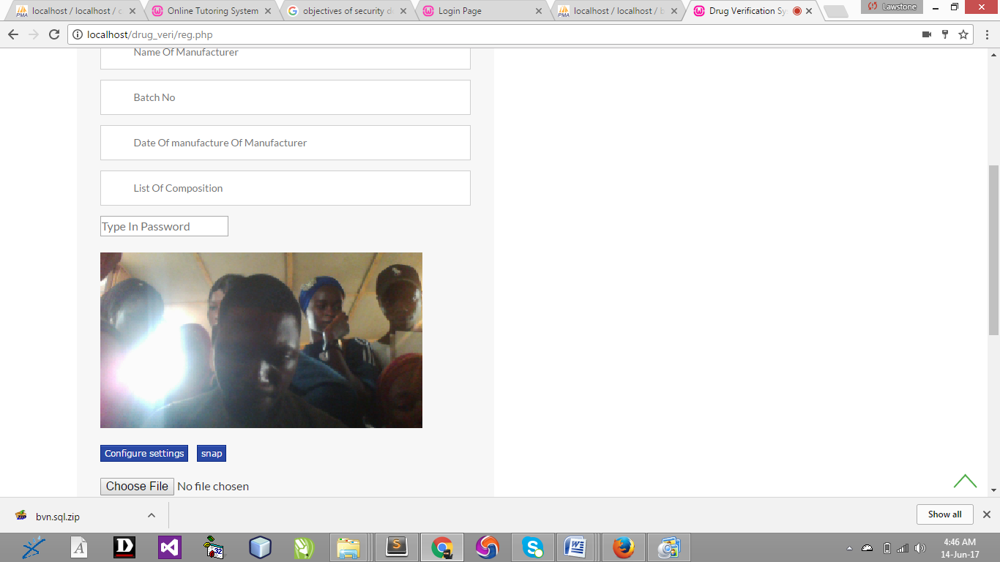 localhost / localhost / c
Online Tutoring System
objectives of security d
Login Page
localhost / localhost / b
Drug Verification Sy
Lawstone
localhost/drug_veri/reg.php
Name Of Manufacturer
Batch No
Date Of manufacture Of Manufacturer
List Of Composition
Type In Password
Configure settings
snap
Choose File No file chosen
bvn.sql.zip
Show all
4:46 AM
14-Jun-17